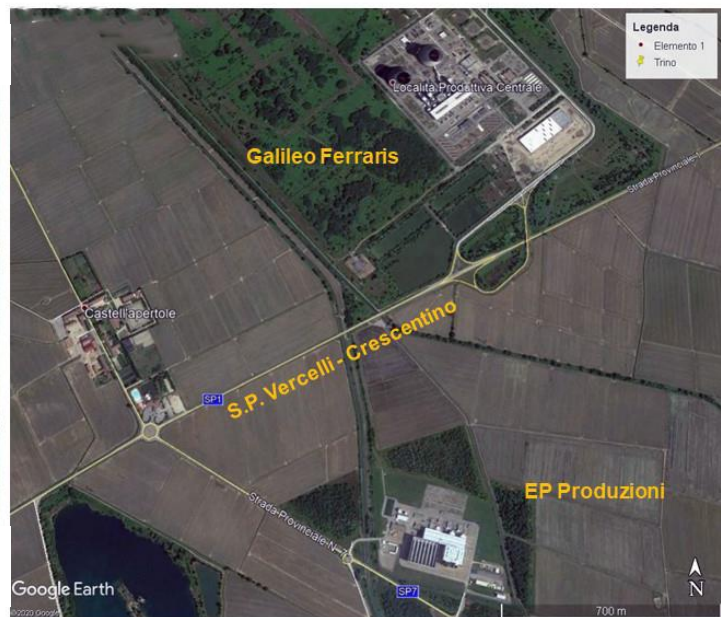 Legenda
Elemento 1
Trino
Località Produttiva Centrale
Galileo Ferraris
Strada Provinciale 1
Castell'apertole
S.P. Vercelli - Crescentino
SP1
EP Produzioni
Strada Provinciale N. 7
Google Earth
N
SP7
©2020 Google
700 m